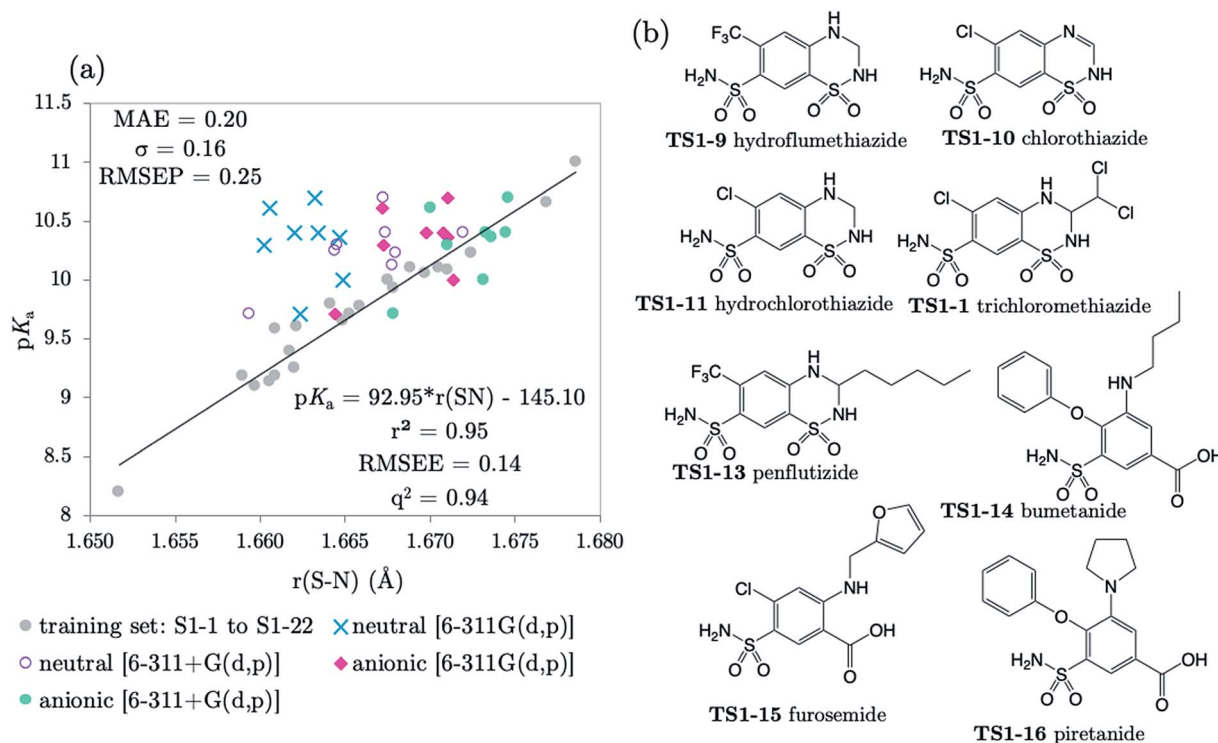 (a)
11.5
11
10.5
10
9.5
9
8.5
8
pKₐ
MAE = 0.20
σ = 0.16
RMSEP = 0.25
pKₐ = 92.95*r(SN) - 145.10
r² = 0.95
RMSEE = 0.14
q² = 0.94
1.650 1.655 1.660 1.665 1.670 1.675 1.680
r(S-N) (Å)
training set: S1-1 to S1-22
neutral [6-311G(d,p)]
neutral [6-311+G(d,p)]
anionic [6-311G(d,p)]
anionic [6-311+G(d,p)]
(b)
H
N
F₃C
NH
H₂N
S
S
O
O
O O
TS1-9 hydroflumethiazide
Cl
N
NH
H₂N
S
S
O
O
O O
TS1-10 chlorothiazide
H
N
Cl
NH
H₂N
S
S
O
O
O O
TS1-11 hydrochlorothiazide
Cl
H
N
Cl
Cl
NH
H₂N
S
S
O
O
O O
TS1-1 trichloromethiazide
H
N
F₃C
NH
H₂N
S
S
O
O
O O
TS1-13 penflutizide
HN
O
H₂N
S
O O
OH
O
TS1-14 bumetanide
O
Cl
NH
H₂N
S
O O
OH
O
TS1-15 furosemide
N
O
H₂N
S
O O
OH
O
TS1-16 piretanide